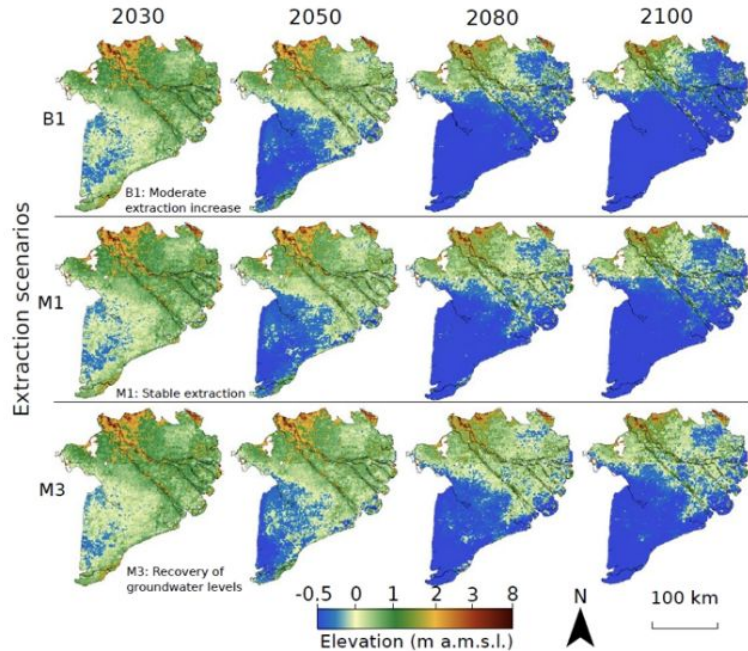 2030 2050 2080 2100
B1
B1: Moderate
extraction increase
Extraction scenarios
M1
M1: Stable extraction
M3
M3: Recovery of
groundwater levels
-0.5 0 1 2 3 8
Elevation (m a.m.s.l.)
N
100 km